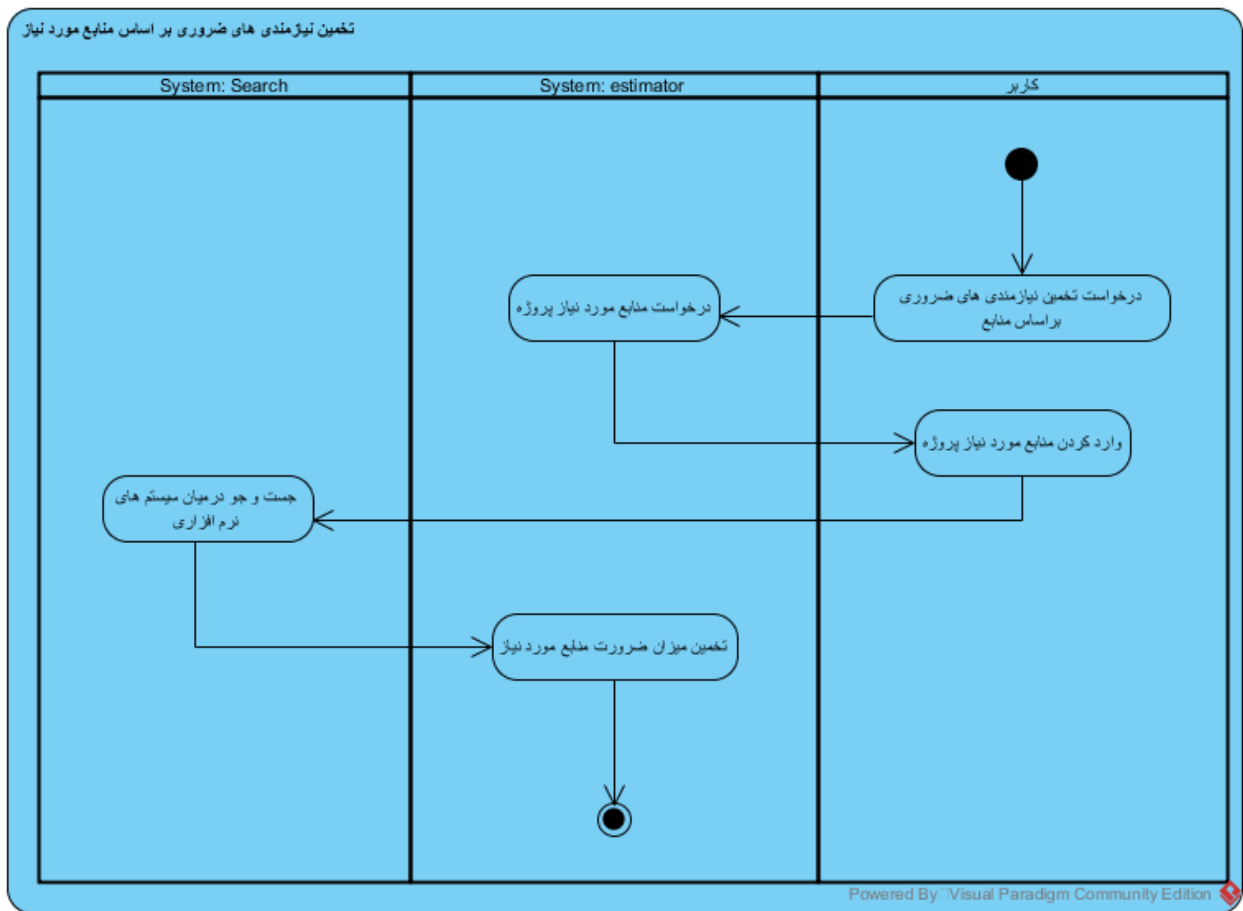 تخمین نیازمندی های ضروری بر اساس منابع مورد نیاز
System: Search
System: estimator
کاربر
درخواست تخمین نیازمندی های ضروری
براساس منابع
درخواست منابع مورد نیاز پروژه
وارد کردن منابع مورد نیاز پروژه
جست و جو درمیان سیستم های
نرم افزاری
تخمین میزان ضرورت منابع مورد نیاز
Powered By Visual Paradigm Community Edition